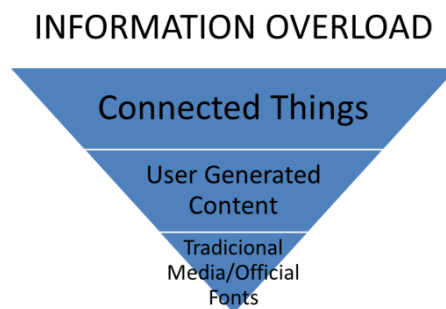 INFORMATION OVERLOAD
Connected Things
User Generated
Content
Tradicional
Media/Official
Fonts